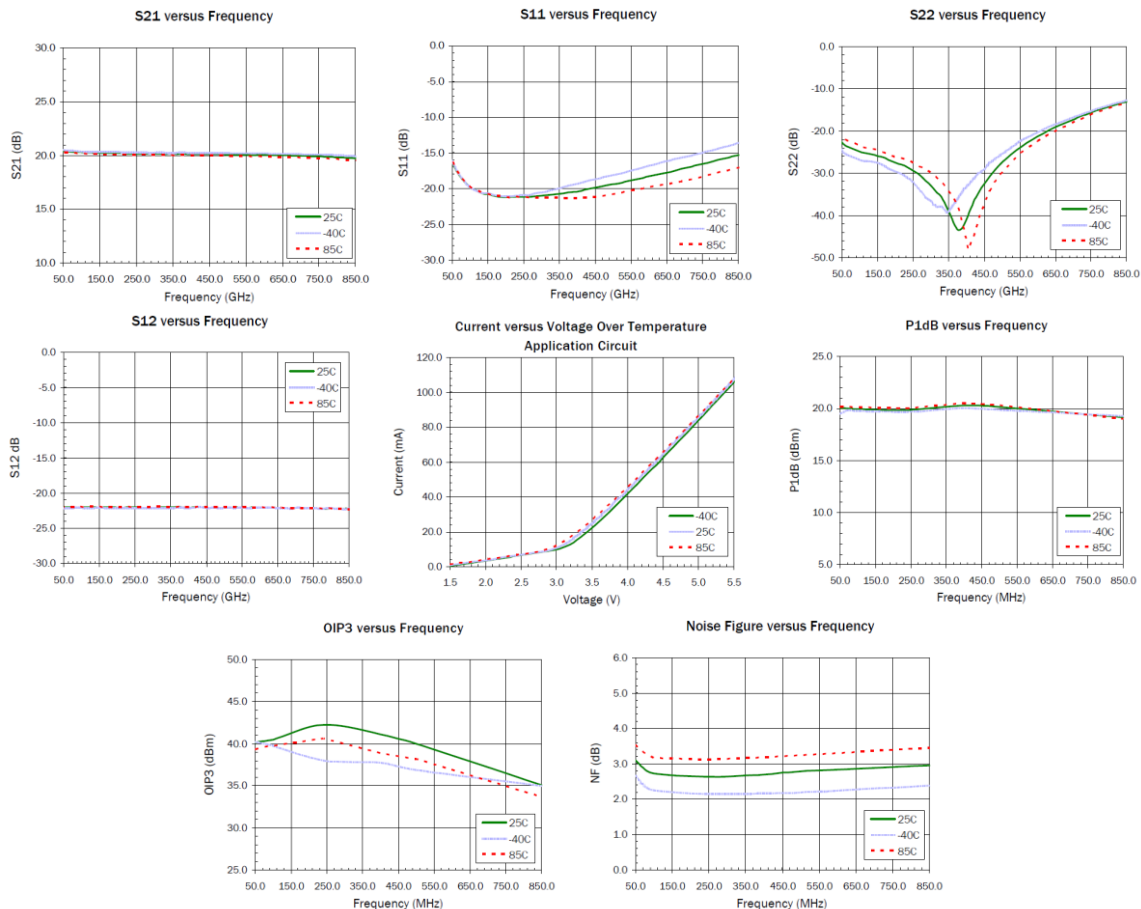 S21 versus Frequency
30.0
25.0
20.0
15.0
10.0
S21 (dB)
25C
-40C
85C
50.0 150.0 250.0 350.0 450.0 550.0 650.0 750.0 850.0
Frequency (GHz)
S11 versus Frequency
0.0
-5.0
-10.0
-15.0
-20.0
-25.0
-30.0
S11 (dB)
25C
-40C
85C
50.0 150.0 250.0 350.0 450.0 550.0 650.0 750.0 850.0
Frequency (GHz)
S22 versus Frequency
0.0
-10.0
-20.0
-30.0
-40.0
-50.0
S22 (dB)
25C
-40C
85C
50.0 150.0 250.0 350.0 450.0 550.0 650.0 750.0 850.0
Frequency (GHz)
S12 versus Frequency
0.0
-5.0
-10.0
-15.0
-20.0
-25.0
-30.0
S12 dB
25C
-40C
85C
50.0 150.0 250.0 350.0 450.0 550.0 650.0 750.0 850.0
Frequency (GHz)
Current versus Voltage Over Temperature
Application Circuit
120.0
100.0
80.0
60.0
40.0
20.0
0.0
Current (mA)
-40C
25C
85C
1.5 2.0 2.5 3.0 3.5 4.0 4.5 5.0 5.5
Voltage (V)
P1dB versus Frequency
25.0
20.0
15.0
10.0
5.0
P1dB (dBm)
25C
-40C
85C
50.0 150.0 250.0 350.0 450.0 550.0 650.0 750.0 850.0
Frequency (MHz)
OIP3 versus Frequency
50.0
45.0
40.0
35.0
30.0
25.0
OIP3 (dBm)
25C
-40C
85C
50.0 150.0 250.0 350.0 450.0 550.0 650.0 750.0 850.0
Frequency (MHz)
Noise Figure versus Frequency
6.0
5.0
4.0
3.0
2.0
1.0
0.0
NF (dB)
25C
-40C
85C
50.0 150.0 250.0 350.0 450.0 550.0 650.0 750.0 850.0
Frequency (MHz)